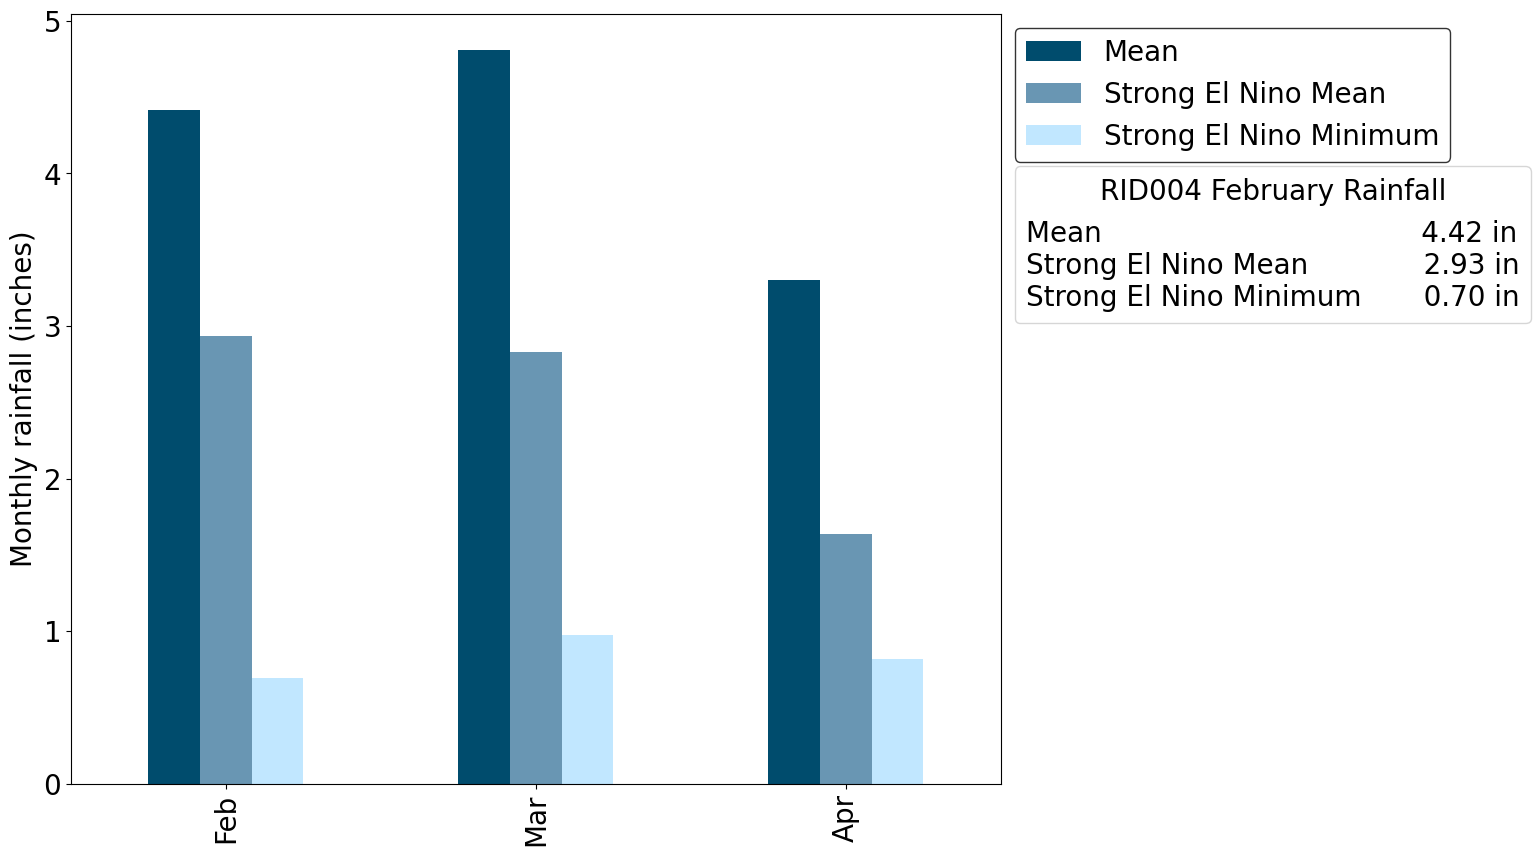 5
4
3
2
1
0
Monthly rainfall (inches)
Feb
Mar
Apr
Mean
Strong El Nino Mean
Strong El Nino Minimum
RID004 February Rainfall
Mean 4.42 in
Strong El Nino Mean 2.93 in
Strong El Nino Minimum 0.70 in